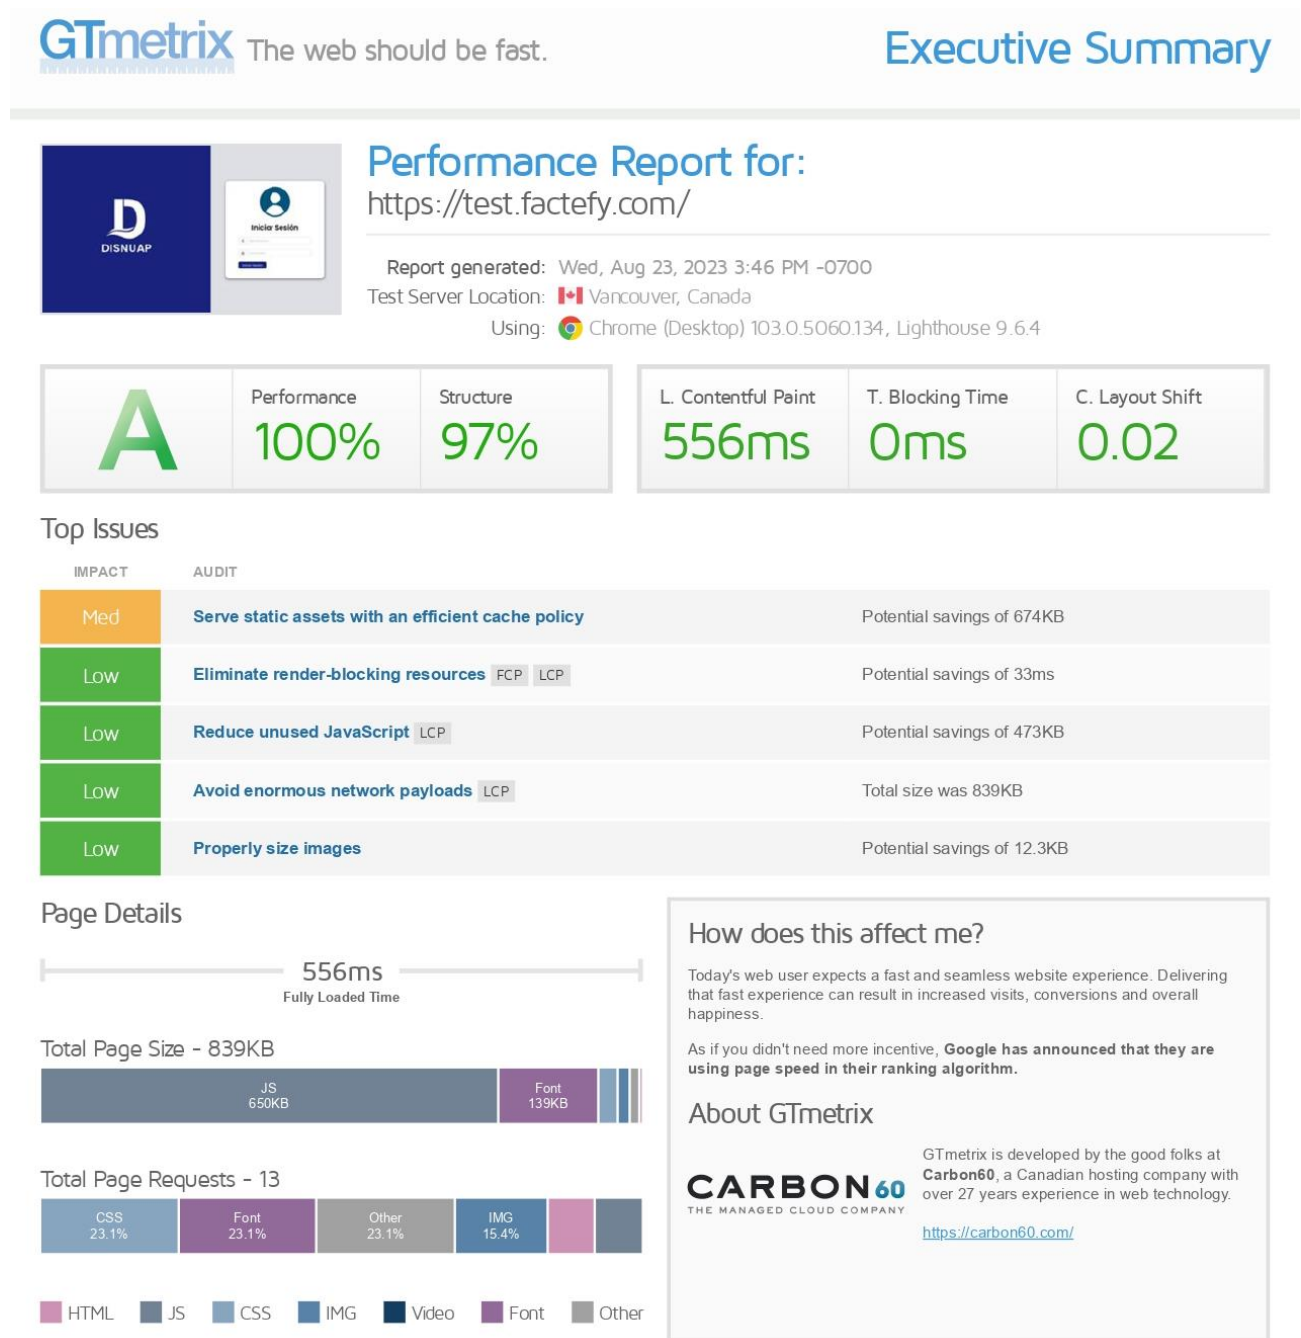 GTmetrix The web should be fast.
Executive Summary
DISNUAP
Iniciar Sesión
Performance Report for:
https://test.factefy.com/
Report generated: Wed, Aug 23, 2023 3:46 PM -0700
Test Server Location: Vancouver, Canada
Using: Chrome (Desktop) 103.0.5060.134, Lighthouse 9.6.4
A
Performance
100%
Structure
97%
L. Contentful Paint
556ms
T. Blocking Time
0ms
C. Layout Shift
0.02
Top Issues
IMPACT AUDIT
Med Serve static assets with an efficient cache policy Potential savings of 674KB
Low Eliminate render-blocking resources FCP LCP Potential savings of 33ms
Low Reduce unused JavaScript LCP Potential savings of 473KB
Low Avoid enormous network payloads LCP Total size was 839KB
Low Properly size images Potential savings of 12.3KB
Page Details
556ms
Fully Loaded Time
Total Page Size - 839KB
JS
650KB
Font
139KB
Total Page Requests - 13
CSS
23.1%
Font
23.1%
Other
23.1%
IMG
15.4%
HTML JS CSS IMG Video Font Other
How does this affect me?
Today's web user expects a fast and seamless website experience. Delivering
that fast experience can result in increased visits, conversions and overall
happiness.
As if you didn't need more incentive, Google has announced that they are
using page speed in their ranking algorithm.
About GTmetrix
CARBON60
THE MANAGED CLOUD COMPANY
GTmetrix is developed by the good folks at
Carbon60, a Canadian hosting company with
over 27 years experience in web technology.
https://carbon60.com/